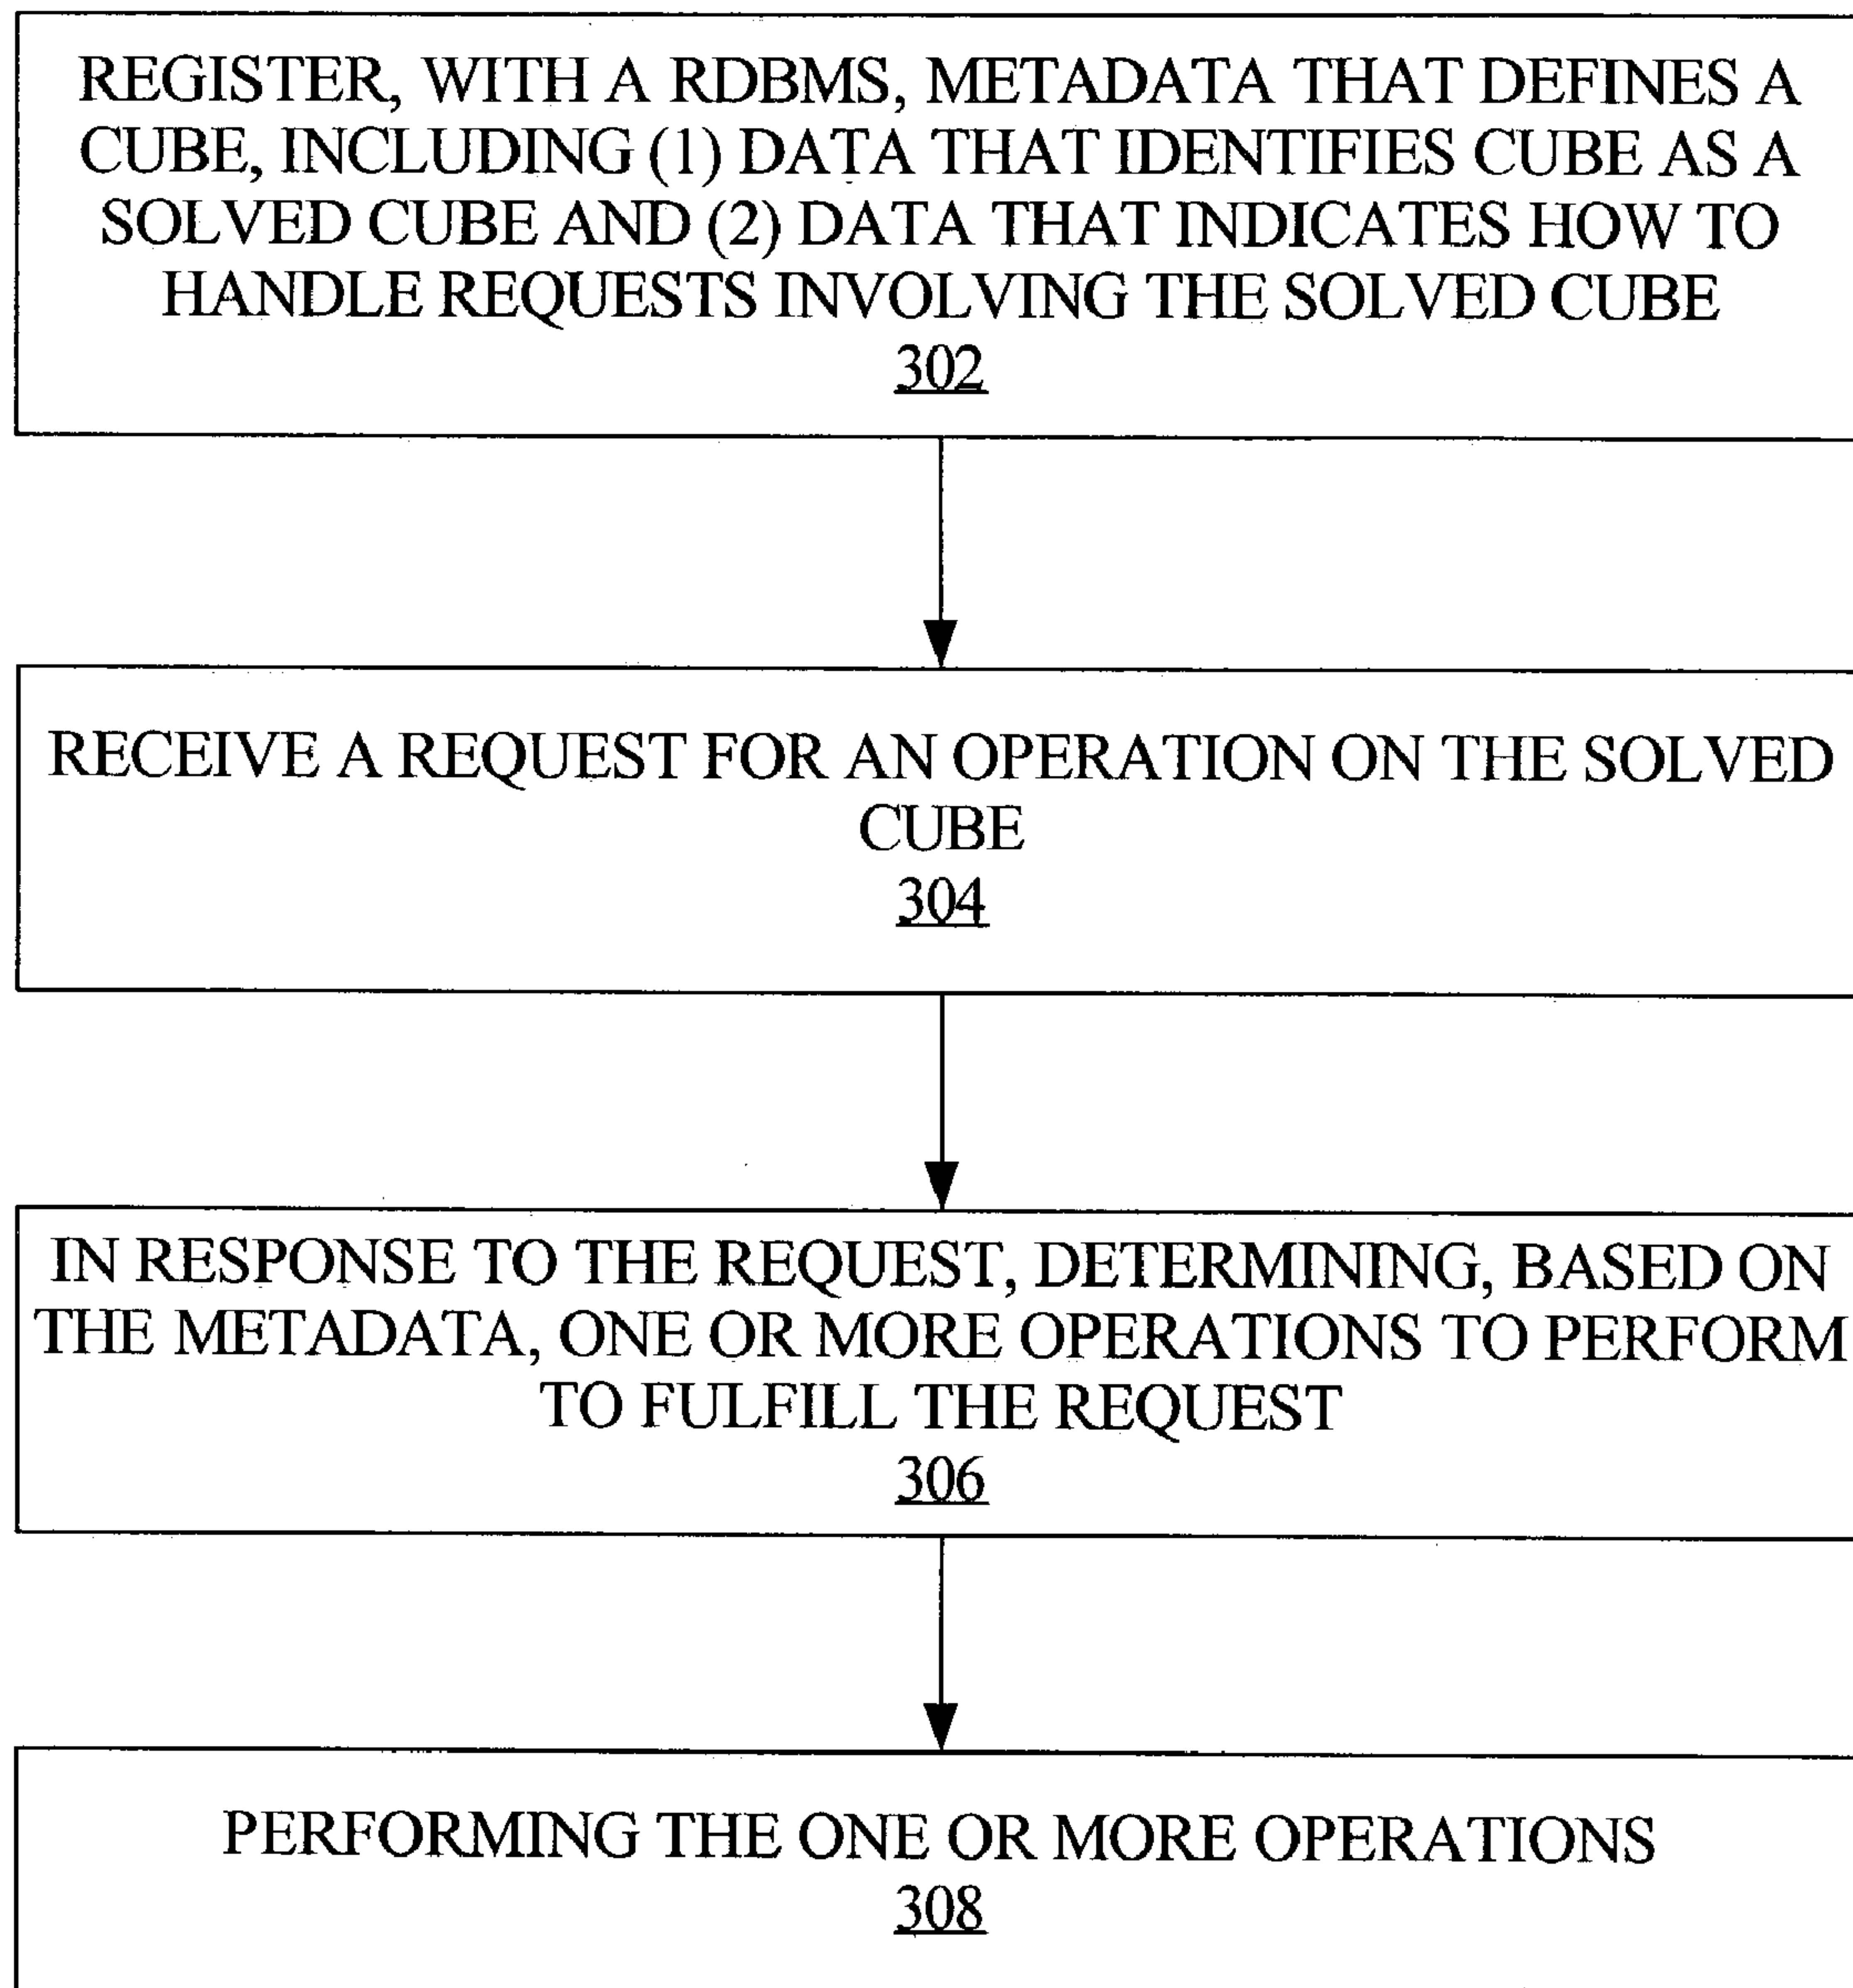 REGISTER, WITH A RDBMS, METADATA THAT DEFINES A
CUBE, INCLUDING (1) DATA THAT IDENTIFIES CUBE AS A
SOLVED CUBE AND (2) DATA THAT INDICATES HOW TO
HANDLE REQUESTS INVOLVING THE SOLVED CUBE
302
RECEIVE A REQUEST FOR AN OPERATION ON THE SOLVED
CUBE
304
IN RESPONSE TO THE REQUEST, DETERMINING, BASED ON
THE METADATA, ONE OR MORE OPERATIONS TO PERFORM
TO FULFILL THE REQUEST
306
PERFORMING THE ONE OR MORE OPERATIONS
308